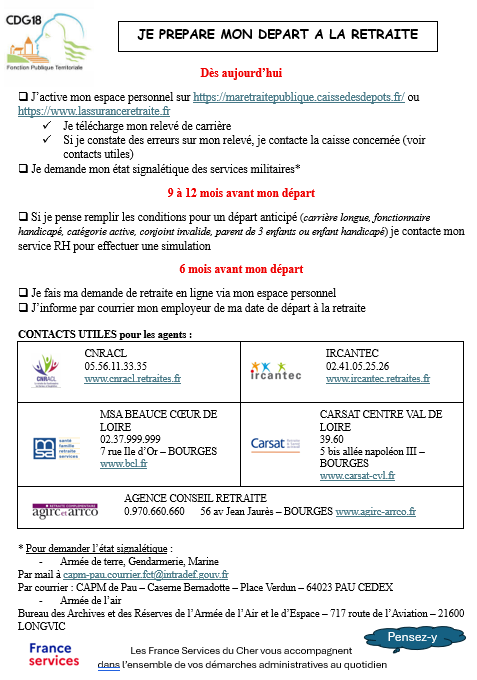 CDG18
Fonction Publique Territoriale
JE PREPARE MON DEPART A LA RETRAITE
Dès aujourd'hui
❑ J'active mon espace personnel sur https://maretraitepublique.caissedesdepots.fr/ ou
https://www.lassuranceretraite.fr
✓ Je télécharge mon relevé de carrière
✓ Si je constate des erreurs sur mon relevé, je contacte la caisse concernée (voir
contacts utiles)
❑ Je demande mon état signalétique des services militaires*
9 à 12 mois avant mon départ
❑ Si je pense remplir les conditions pour un départ anticipé (carrière longue, fonctionnaire
handicapé, catégorie active, conjoint invalide, parent de 3 enfants ou enfant handicapé) je contacte mon
service RH pour effectuer une simulation
6 mois avant mon départ
❑ Je fais ma demande de retraite en ligne via mon espace personnel
❑ J'informe par courrier mon employeur de ma date de départ à la retraite
CONTACTS UTILES pour les agents :
CNRACL
CNRACL
05.56.11.33.35
www.cnracl.retraites.fr
ircantec
IRCANTEC
02.41.05.25.26
www.ircantec.retraites.fr
msa
santé
famille
retraite
services
MSA BEAUCE CŒUR DE
LOIRE
02.37.999.999
7 rue Ile d'Or – BOURGES
www.bcl.fr
Carsat
CARSAT CENTRE VAL DE
LOIRE
39.60
5 bis allée napoléon III –
BOURGES
www.carsat-cvl.fr
RETRAITE COMPLEMENTAIRE
agirc et arrco
AGENCE CONSEIL RETRAITE
0.970.660.660 56 av Jean Jaurès – BOURGES www.agirc-arrco.fr
* Pour demander l'état signalétique :
- Armée de terre, Gendarmerie, Marine
Par mail à capm-pau.courrier.fct@intradef.gouv.fr
Par courrier : CAPM de Pau – Caserne Bernadotte – Place Verdun – 64023 PAU CEDEX
- Armée de l'air
Bureau des Archives et des Réserves de l'Armée de l'Air et le d'Espace – 717 route de l'Aviation – 21600
LONGVIC
Pensez-y
France
services
Les France Services du Cher vous accompagnent
dans l'ensemble de vos démarches administratives au quotidien